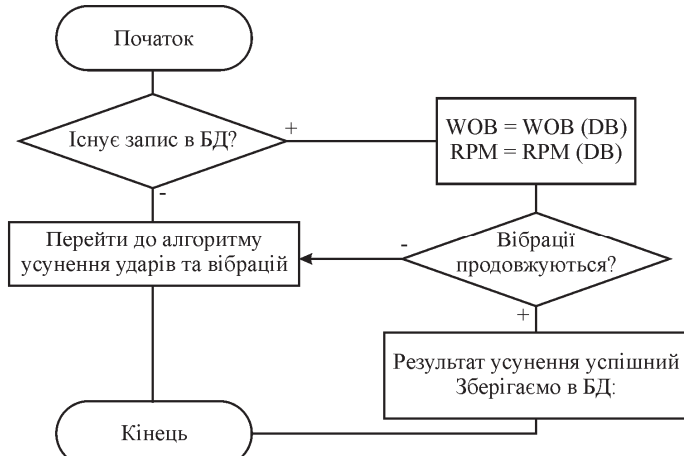 Початок
Існує запис в БД?
+
WOB = WOB (DB)
RPM = RPM (DB)
-
Перейти до алгоритму
усунення ударів та вібрацій
-
Вібрації
продовжуються?
+
Результат усунення успішний
Зберігаємо в БД:
Кінець